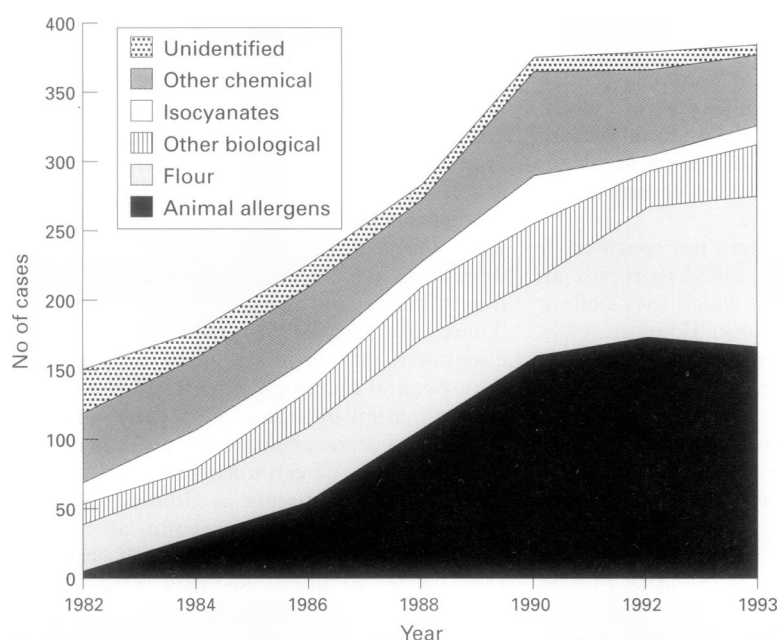 400
350
300
250
200
150
100
50
0
No of cases
Unidentified
Other chemical
Isocyanates
Other biological
Flour
Animal allergens
1982 1984 1986 1988 1990 1992 1993
Year